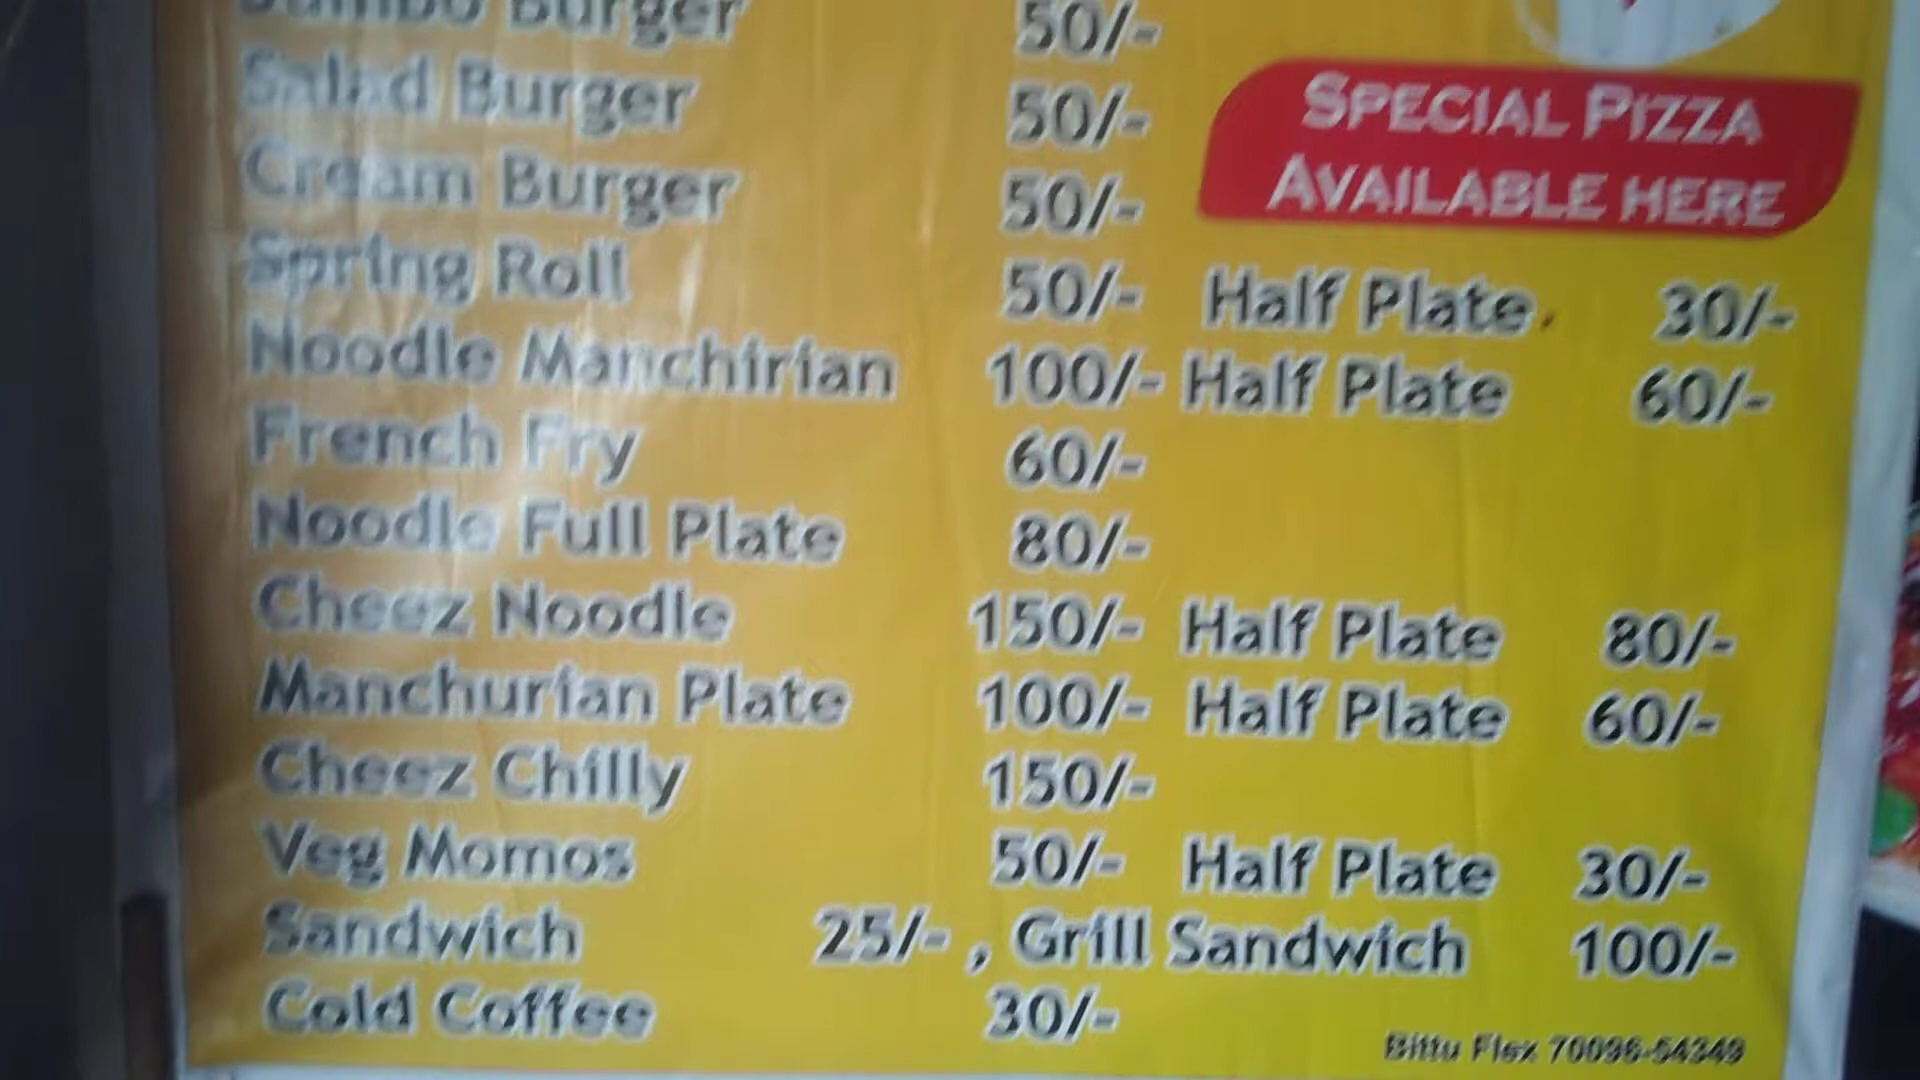 Jumbo Burger 50/-
Salad Burger 50/-
SPECIAL PIZZA
AVAILABLE HERE
Cream Burger 50/-
Spring Roll 50/- Half Plate 30/-
Noodle Manchirian 100/- Half Plate 60/-
French Fry 60/-
Noodle Full Plate 80/-
Cheez Noodle 150/- Half Plate 80/-
Manchurian Plate 100/- Half Plate 60/-
Cheez Chilly 150/-
Veg Momos 50/- Half Plate 30/-
Sandwich 25/- , Grill Sandwich 100/-
Cold Coffee 30/-
Bittu Flex 70096-54349